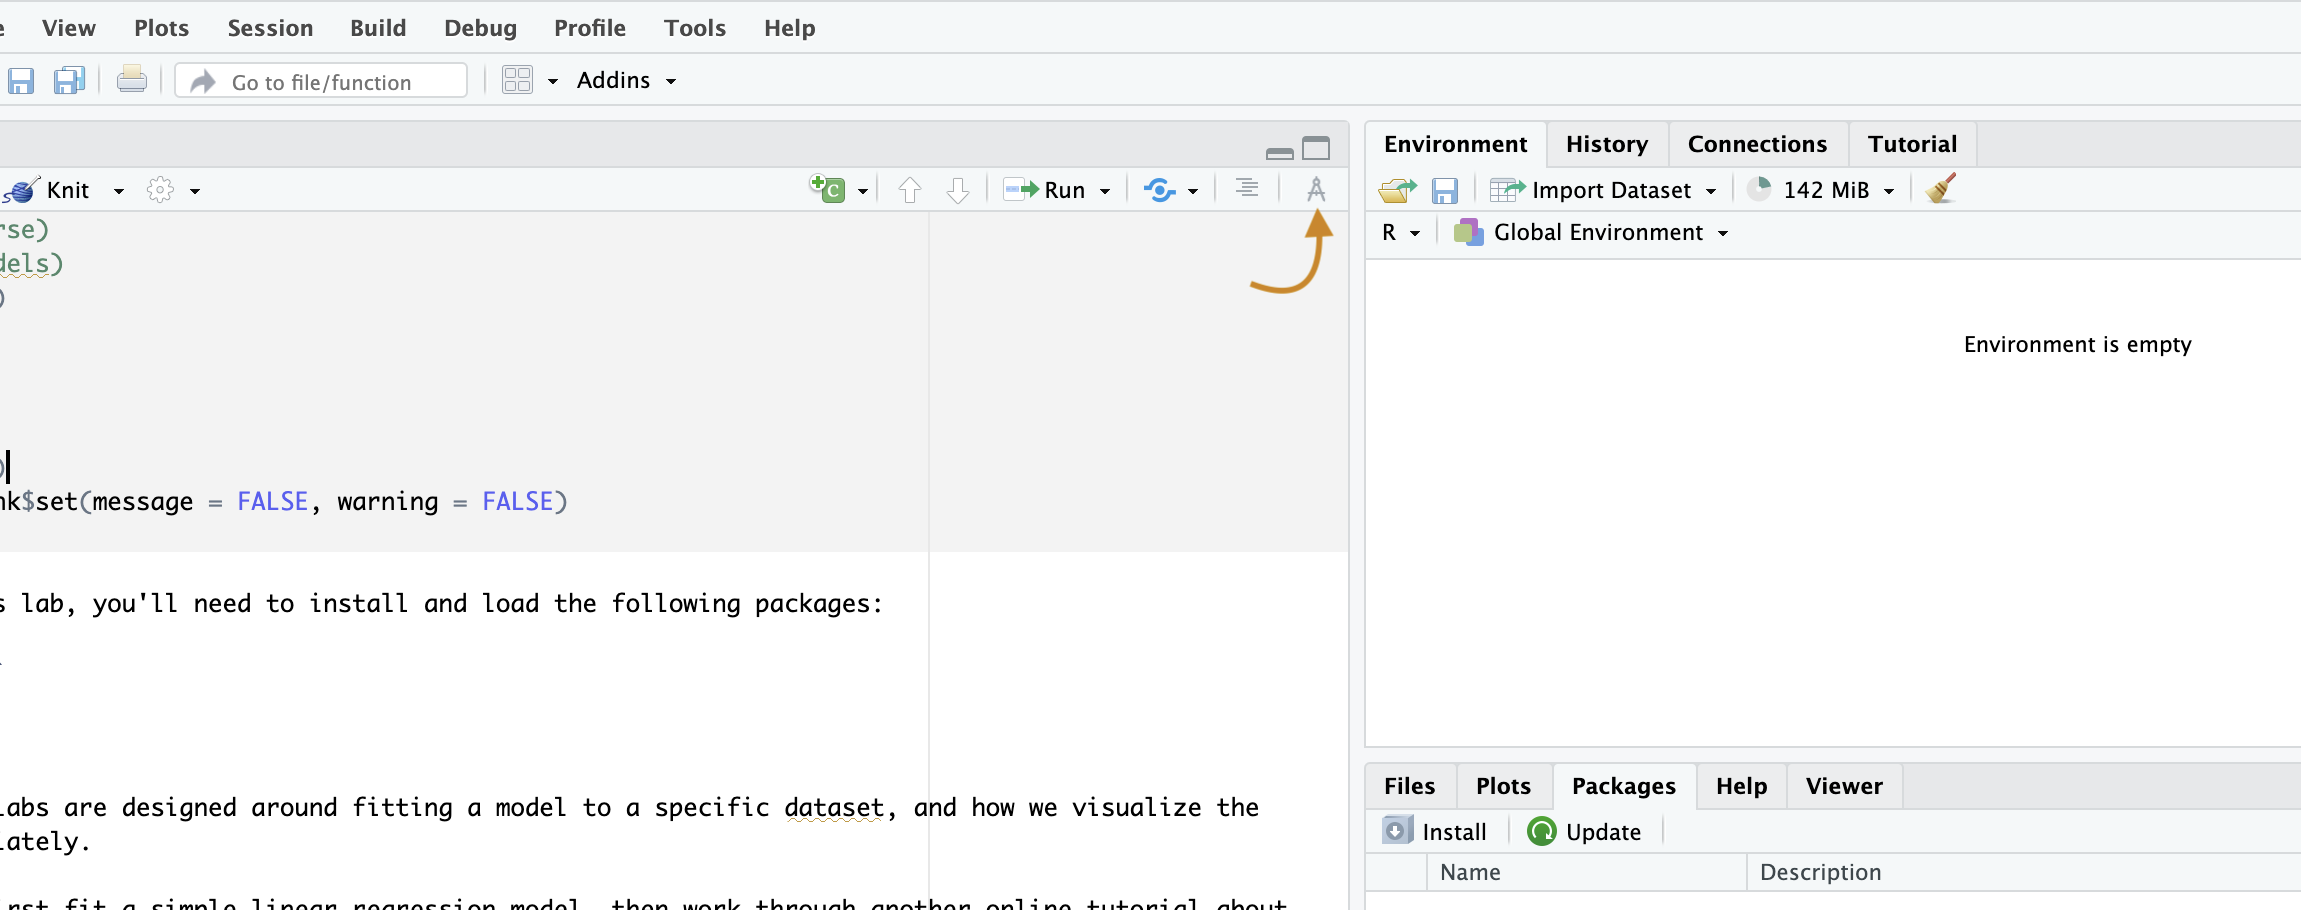 View Plots Session Build Debug Profile Tools Help
Go to file/function Addins
Environment History Connections Tutorial
Knit C Run Import Dataset 142 MiB
rse)
R Global Environment
dels)
)
Environment is empty
)
nk$set(message = FALSE, warning = FALSE)
s lab, you'll need to install and load the following packages:
Files Plots Packages Help Viewer
labs are designed around fitting a model to a specific dataset, and how we visualize the
Install Update
lately.
Name Description
irst fit a simple linear regression model, then work through another online tutorial about